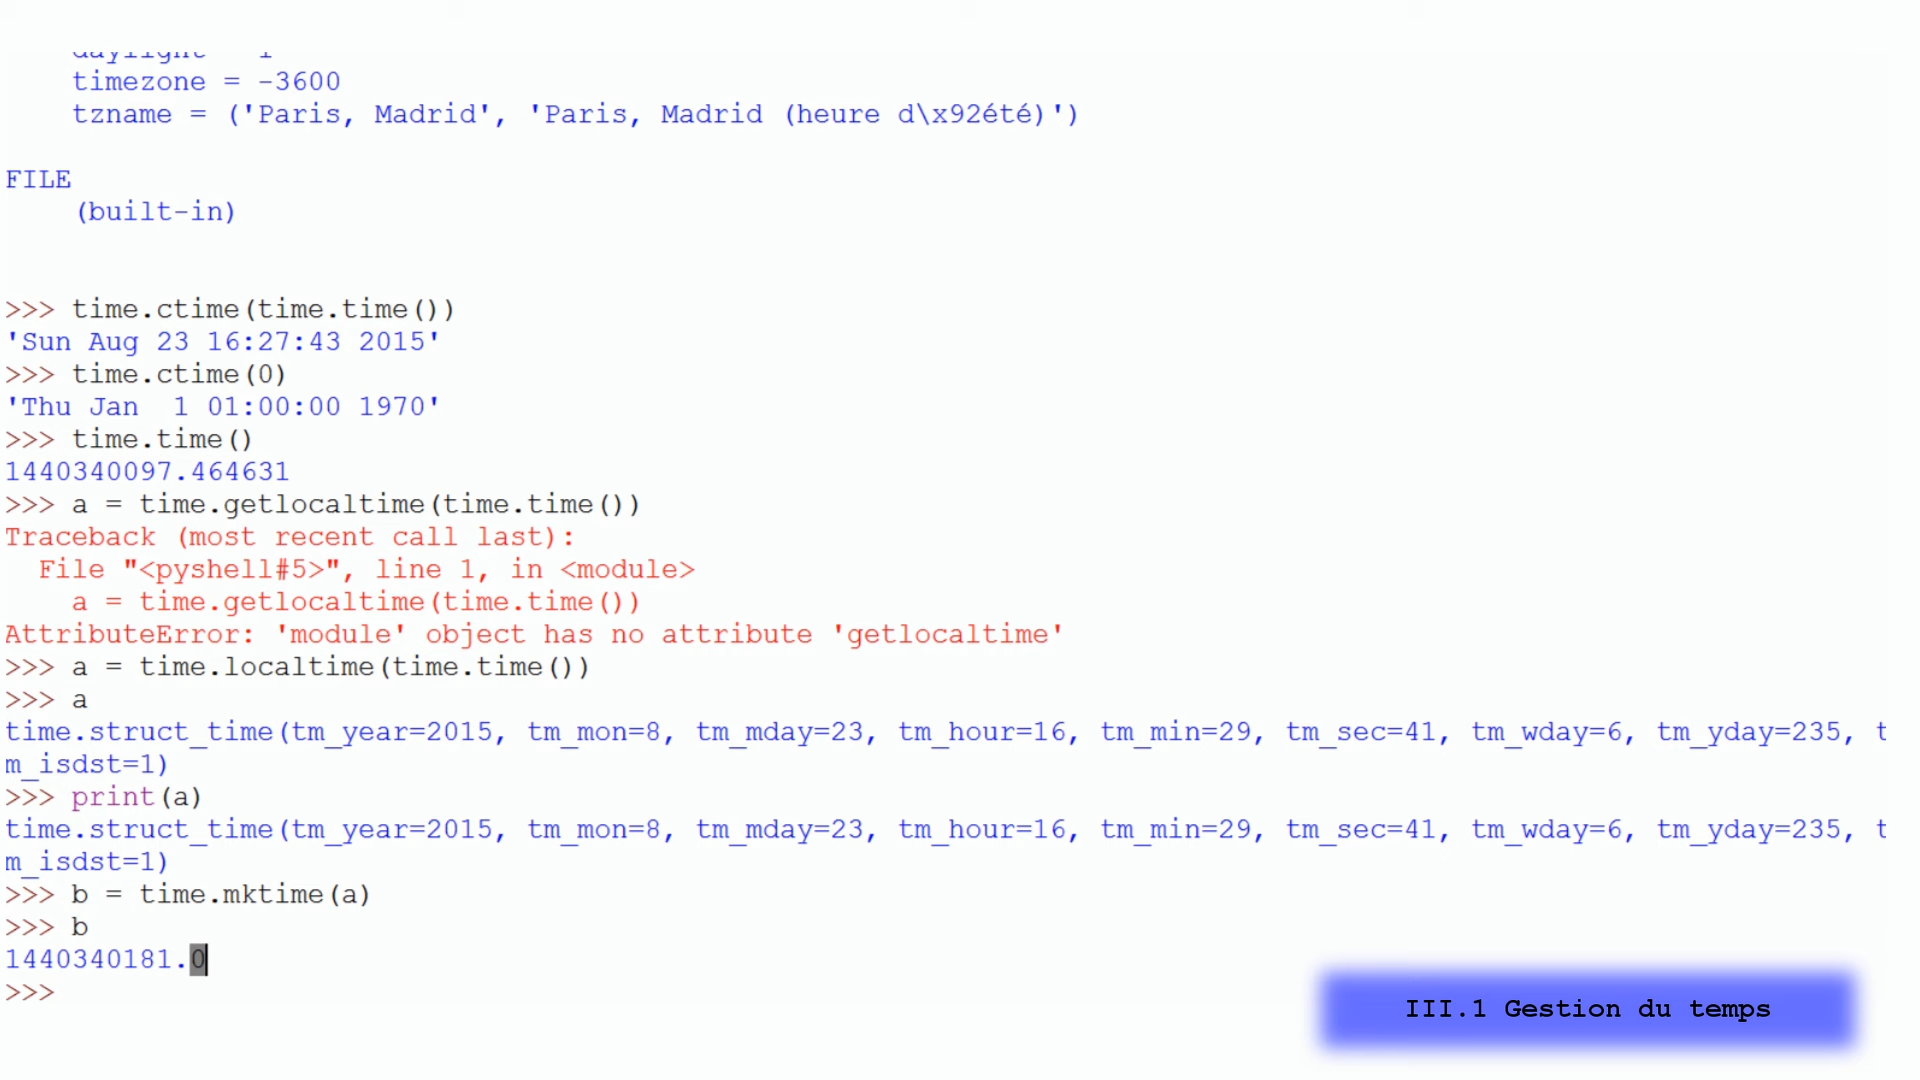 daylight = 1
timezone = -3600
tzname = ('Paris, Madrid', 'Paris, Madrid (heure d\x92été)')
FILE
(built-in)
>>> time.ctime(time.time())
'Sun Aug 23 16:27:43 2015'
>>> time.ctime(0)
'Thu Jan  1 01:00:00 1970'
>>> time.time()
1440340097.464631
>>> a = time.getlocaltime(time.time())
Traceback (most recent call last):
  File "<pyshell#5>", line 1, in <module>
    a = time.getlocaltime(time.time())
AttributeError: 'module' object has no attribute 'getlocaltime'
>>> a = time.localtime(time.time())
>>> a
time.struct_time(tm_year=2015, tm_mon=8, tm_mday=23, tm_hour=16, tm_min=29, tm_sec=41, tm_wday=6, tm_yday=235, t
m_isdst=1)
>>> print(a)
time.struct_time(tm_year=2015, tm_mon=8, tm_mday=23, tm_hour=16, tm_min=29, tm_sec=41, tm_wday=6, tm_yday=235, t
m_isdst=1)
>>> b = time.mktime(a)
>>> b
1440340181.0
>>>
III.1 Gestion du temps